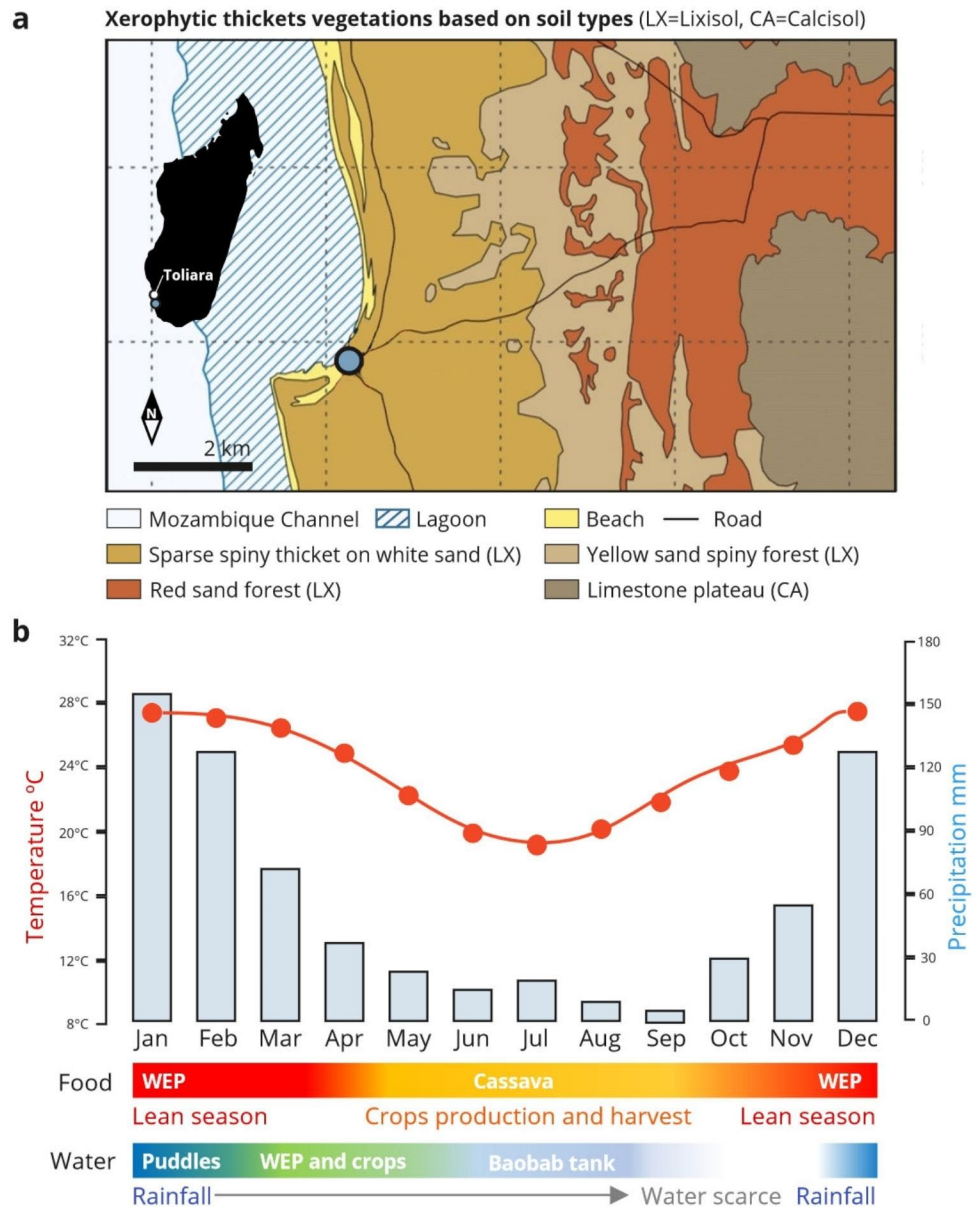 a
Xerophytic thickets vegetations based on soil types (LX=Lixisol, CA=Calcisol)
Toliara
N
2 km
Mozambique Channel
Lagoon
Beach
Road
Sparse spiny thicket on white sand (LX)
Yellow sand spiny forest (LX)
Red sand forest (LX)
Limestone plateau (CA)
b
32°C
28°C
24°C
20°C
16°C
12°C
8°C
Temperature ºC
180
150
120
90
60
30
0
Precipitation mm
Jan Feb Mar Apr May Jun Jul Aug Sep Oct Nov Dec
Food WEP Cassava WEP
Lean season Crops production and harvest Lean season
Water Puddles WEP and crops Baobab tank
Rainfall Water scarce Rainfall